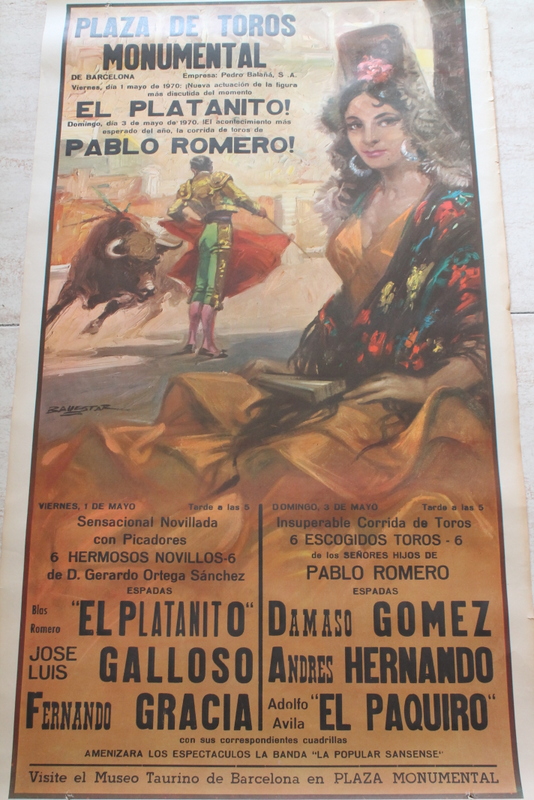 PLAZA DE TOROS
MONUMENTAL
DE BARCELONA Empresa: Pedro Balañá, S. A.
Viernes, día 1 mayo de 1970: ¡Nueva actuación de la figura
más discutida del momento
EL PLATANITO!
Domingo, día 3 de mayo de 1970. ¡El acontecimiento más
esperado del año, la corrida de toros de
PABLO ROMERO!
BALLESTAR
VIERNES, 1 DE MAYO Tarde a las 5
Sensacional Novillada
con Picadores
6 HERMOSOS NOVILLOS-6
de D. Gerardo Ortega Sánchez
ESPADAS
Blas Romero "EL PLATANITO"
JOSE LUIS GALLOSO
FERNANDO GRACIA
DOMINGO, 3 DE MAYO Tarde a las 5
Insuperable Corrida de Toros
6 ESCOGIDOS TOROS - 6
de los SEÑORES HIJOS DE
PABLO ROMERO
ESPADAS
DAMASO GOMEZ
ANDRES HERNANDO
Adolfo Avila "EL PAQUIRO"
con sus correspondientes cuadrillas
AMENIZARA LOS ESPECTACULOS LA BANDA "LA POPULAR SANSENSE"
Visite el Museo Taurino de Barcelona en PLAZA MONUMENTAL